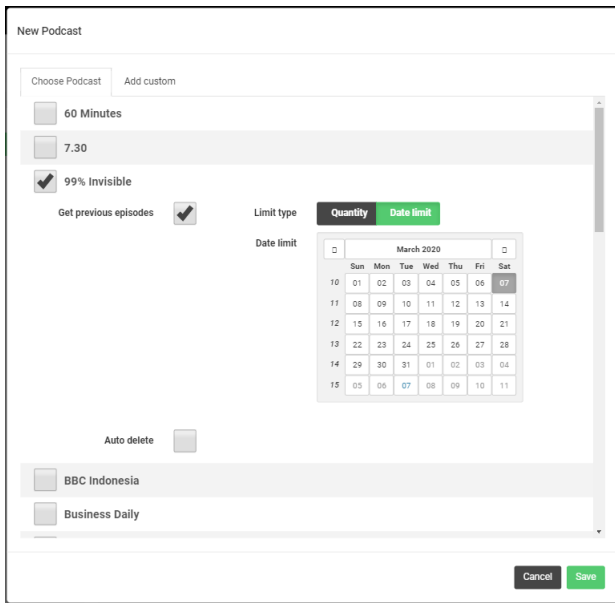 New Podcast
Choose Podcast Add custom
60 Minutes
7.30
99% Invisible
Get previous episodes Limit type Quantity Date limit
Date limit March 2020
Sun Mon Tue Wed Thu Fri Sat
10 01 02 03 04 05 06 07
11 08 09 10 11 12 13 14
12 15 16 17 18 19 20 21
13 22 23 24 25 26 27 28
14 29 30 31 01 02 03 04
15 05 06 07 08 09 10 11
Auto delete
BBC Indonesia
Business Daily
Cancel Save